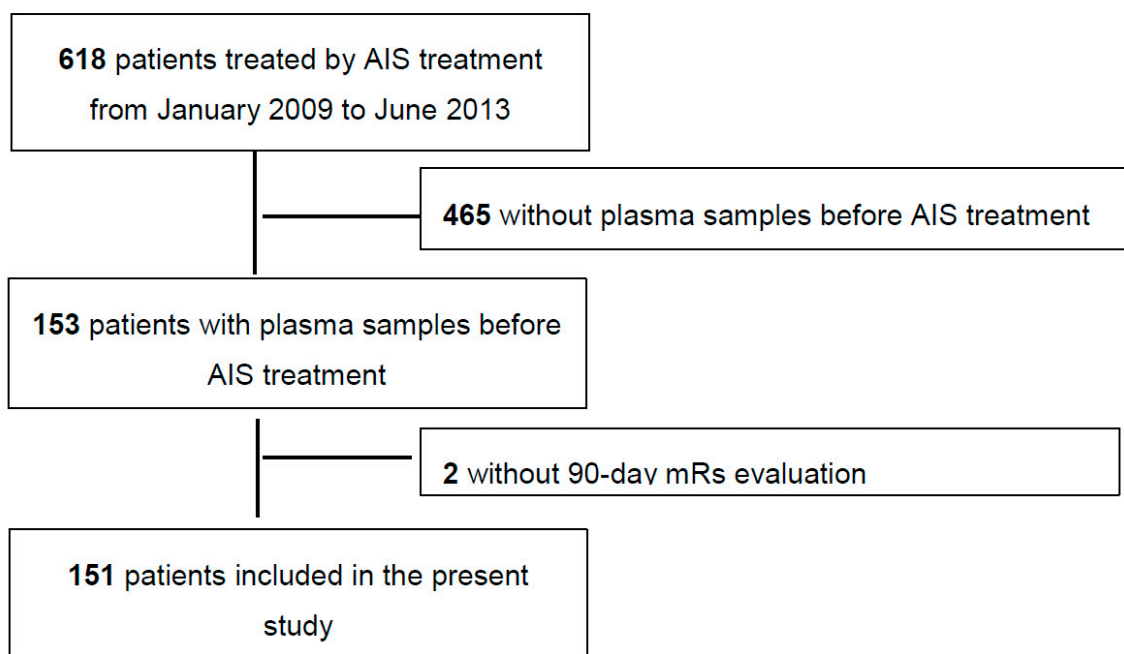 618 patients treated by AIS treatment
from January 2009 to June 2013
465 without plasma samples before AIS treatment
153 patients with plasma samples before
AIS treatment
2 without 90-day mRs evaluation
151 patients included in the present
study